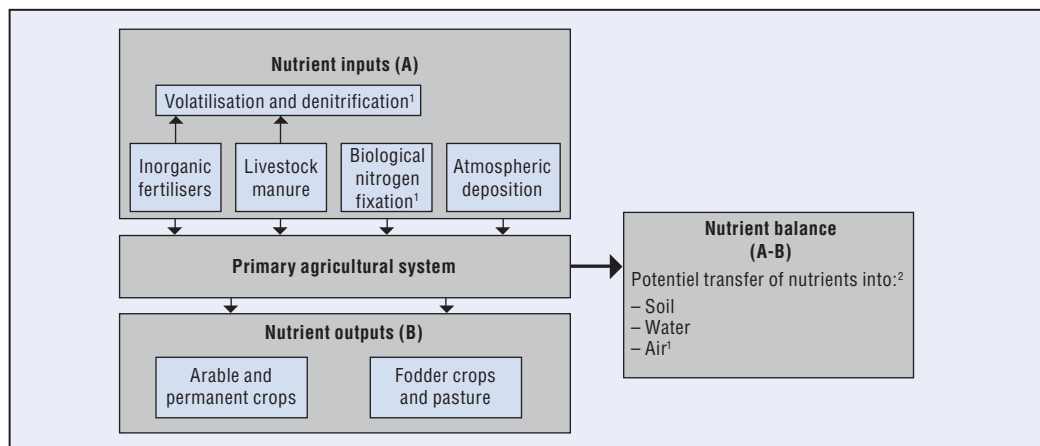 Nutrient inputs (A)
Volatilisation and denitrification¹
Inorganic
fertilisers
Livestock
manure
Biological
nitrogen
fixation¹
Atmospheric
deposition
Primary agricultural system
Nutrient outputs (B)
Arable and
permanent crops
Fodder crops
and pasture
Nutrient balance
(A-B)
Potentiel transfer of nutrients into:²
– Soil
– Water
– Air¹